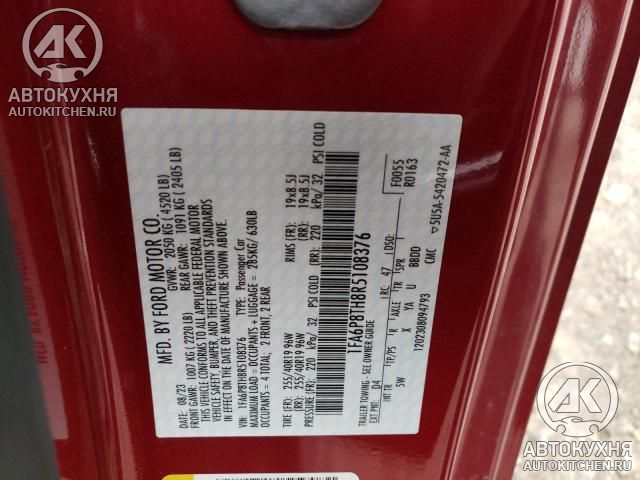 АВТОКУХНЯ
AUTOKITCHEN.RU
MFD. BY FORD MOTOR CO.
DATE: 08/23 GVWR: 2050 KG (4520 LB)
FRONT GAWR: 1007 KG (2220 LB) REAR GAWR: 1091 KG (2405 LB)
THIS VEHICLE CONFORMS TO ALL APPLICABLE FEDERAL MOTOR
VEHICLE SAFETY, BUMPER, AND THEFT PREVENTION STANDARDS
IN EFFECT ON THE DATE OF MANUFACTURE SHOWN ABOVE.
VIN: 1FA6P8TH8R5108376 TYPE: Passenger Car
MAXIMUM LOAD = OCCUPANTS + LUGGAGE = 285KG/ 630LB
OCCUPANTS = 4 TOTAL: 2 FRONT, 2 REAR
TIRE (FR): 255/40R19 96W RIMS (FR): 19x8.5J
(RR): 255/40R19 96W (RR): 19x8.5J
PRESSURE (FR): 220 kPa/ 32 PSI COLD (RR): 220 kPa/ 32 PSI COLD
1FA6P8TH8R5108376 F0055
R0163
TRAILER TOWING - SEE OWNER GUIDE
EXT PNT: D4 RC: 47 DSO:
INT TR TP/PS R AXLE TR SPR
5W X YA U BBDD
1202308094793 CMC 5U5A-5420472-AA
АВТОКУХНЯ
AUTOKITCHEN.RU